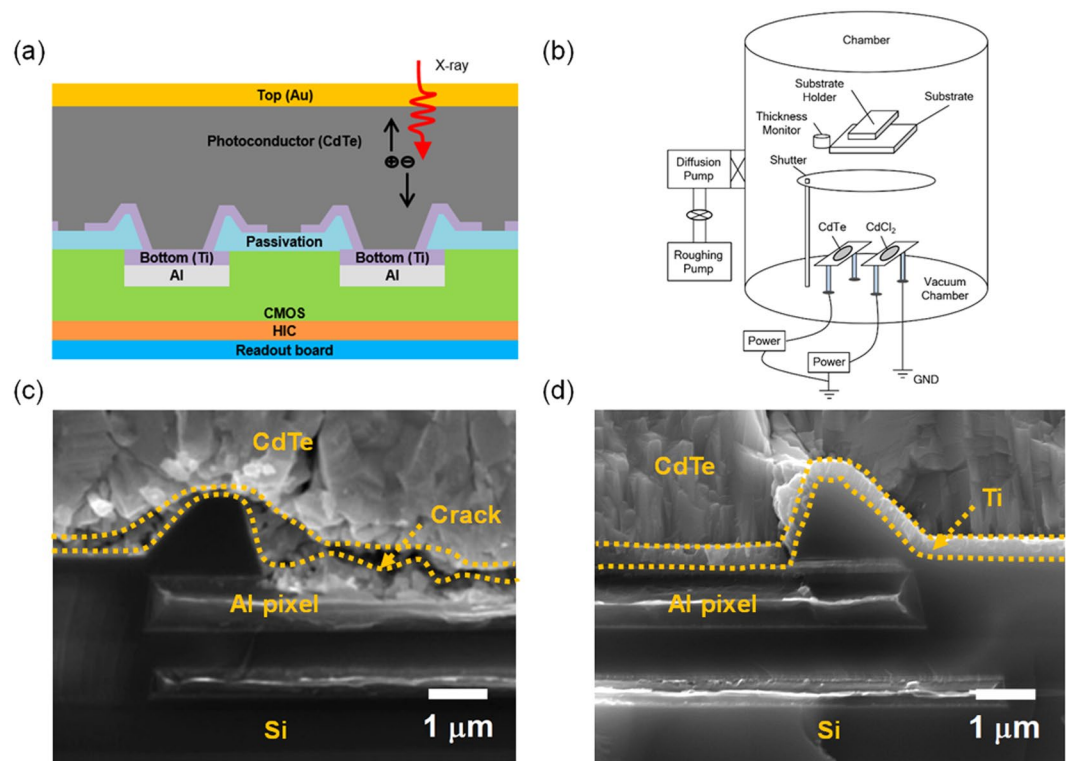 (a)
X-ray
Top (Au)
Photoconductor (CdTe)
Passivation
Bottom (Ti)
Bottom (Ti)
Al
Al
CMOS
HIC
Readout board
(b)
Chamber
Substrate
Holder
Substrate
Thickness
Monitor
Shutter
Diffusion
Pump
Roughing
Pump
CdTe
CdCl₂
Vacuum
Chamber
Power
Power
GND
(c)
CdTe
Crack
Al pixel
1 μm
Si
(d)
CdTe
Ti
Al pixel
1 μm
Si